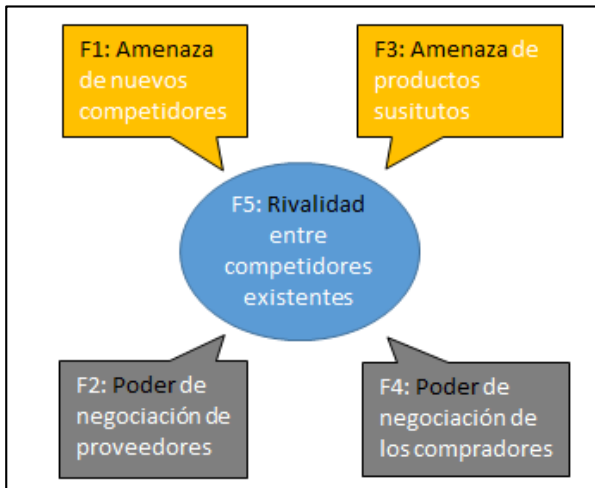 F1: Amenaza
de nuevos
competidores
F3: Amenaza de
productos
susitutos
F5: Rivalidad
entre
competidores
existentes
F2: Poder de
negociación de
proveedores
F4: Poder de
negociación de
los compradores